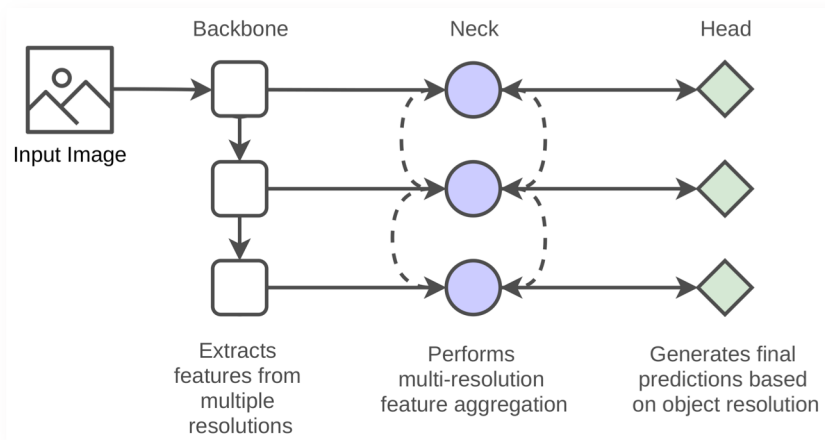 Backbone
Neck
Head
Input Image
Extracts
features from
multiple
resolutions
Performs
multi-resolution
feature aggregation
Generates final
predictions based
on object resolution